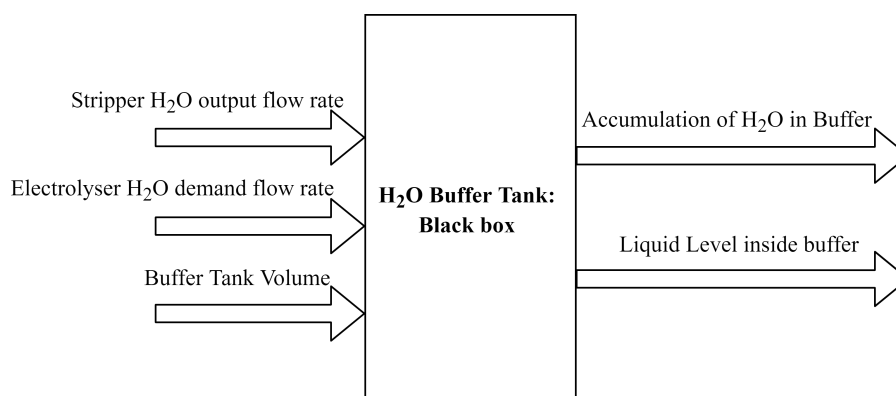 Stripper H₂O output flow rate
Electrolyser H₂O demand flow rate
Buffer Tank Volume
H₂O Buffer Tank:
Black box
Accumulation of H₂O in Buffer
Liquid Level inside buffer